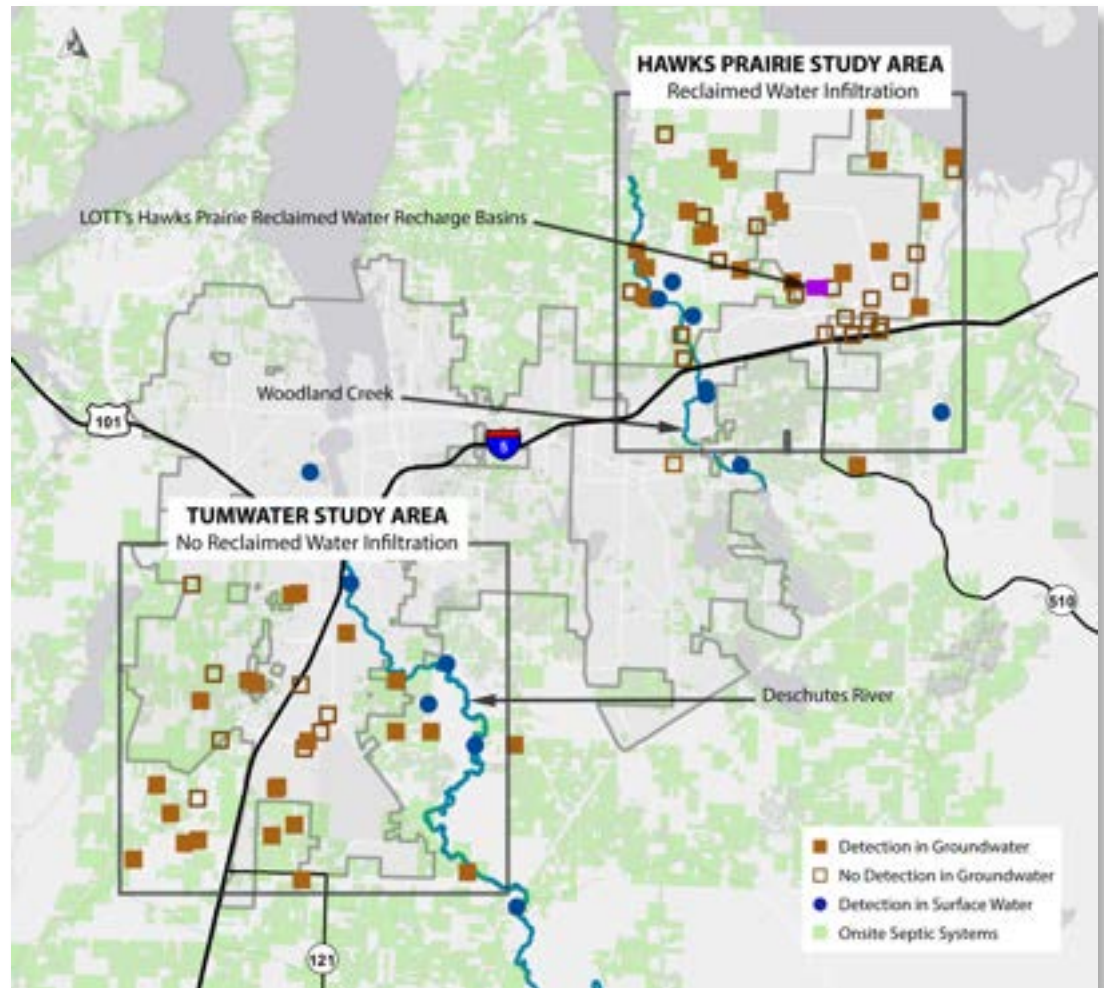 HAWKS PRAIRIE STUDY AREA
Reclaimed Water Infiltration
LOTT's Hawks Prairie Reclaimed Water Recharge Basins
Woodland Creek
101
5
TUMWATER STUDY AREA
No Reclaimed Water Infiltration
510
Deschutes River
Detection in Groundwater
No Detection in Groundwater
Detection in Surface Water
Onsite Septic Systems
121